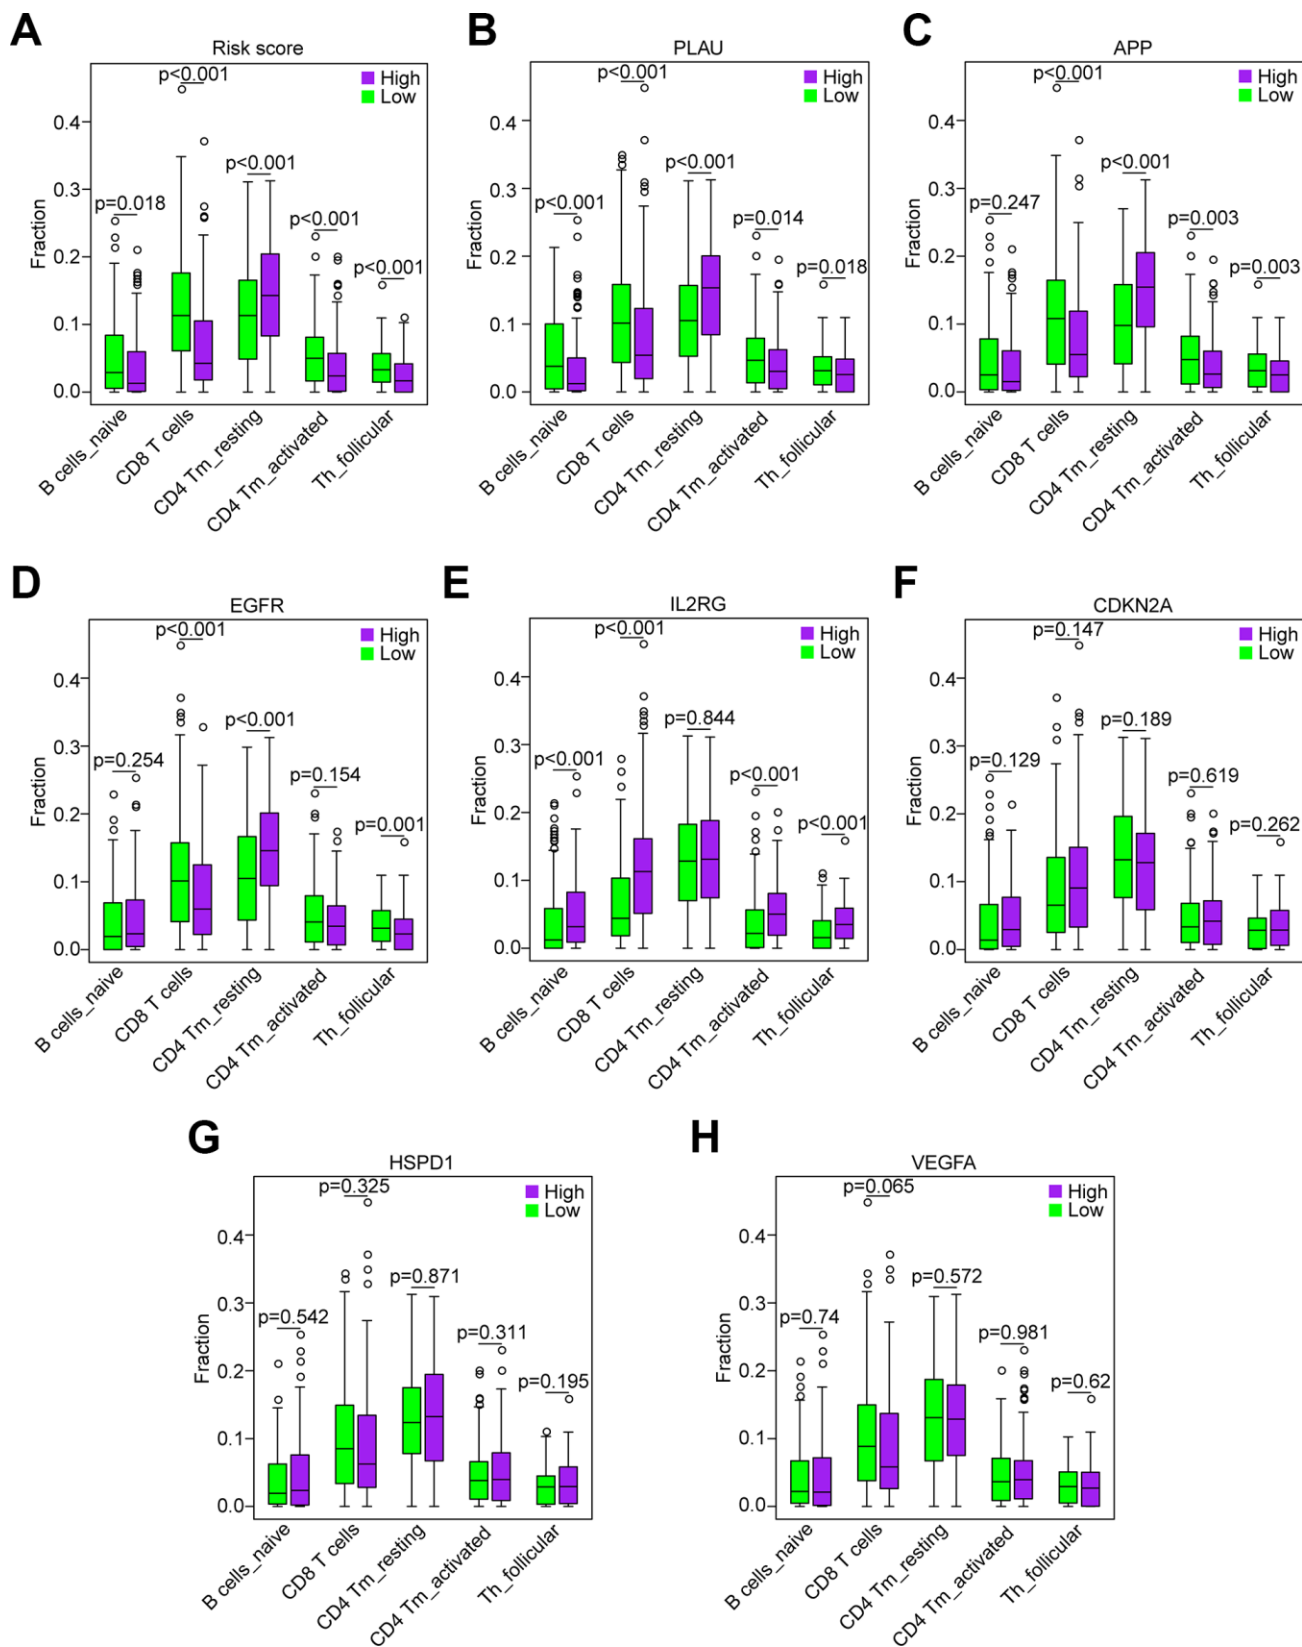 A
Risk score
p<0.001
High
Low
0.4
p<0.001
0.3
p=0.018
p<0.001
Fraction
0.2
p<0.001
0.1
0.0
B cells_naive
CD8 T cells
CD4 Tm_resting
CD4 Tm_activated
Th_follicular
B
PLAU
p<0.001
High
Low
0.4
p<0.001
0.3
p<0.001
p=0.014
Fraction
0.2
p=0.018
0.1
0.0
B cells_naive
CD8 T cells
CD4 Tm_resting
CD4 Tm_activated
Th_follicular
C
APP
p<0.001
High
Low
0.4
p<0.001
0.3
p=0.247
p=0.003
Fraction
0.2
p=0.003
0.1
0.0
B cells_naive
CD8 T cells
CD4 Tm_resting
CD4 Tm_activated
Th_follicular
D
EGFR
p<0.001
High
Low
0.4
p<0.001
0.3
p=0.254
p=0.154
Fraction
0.2
p=0.001
0.1
0.0
B cells_naive
CD8 T cells
CD4 Tm_resting
CD4 Tm_activated
Th_follicular
E
IL2RG
p<0.001
High
Low
0.4
p=0.844
0.3
p<0.001
p<0.001
Fraction
0.2
p<0.001
0.1
0.0
B cells_naive
CD8 T cells
CD4 Tm_resting
CD4 Tm_activated
Th_follicular
F
CDKN2A
p=0.147
High
Low
0.4
p=0.189
0.3
p=0.129
p=0.619
Fraction
0.2
p=0.262
0.1
0.0
B cells_naive
CD8 T cells
CD4 Tm_resting
CD4 Tm_activated
Th_follicular
G
HSPD1
p=0.325
High
Low
0.4
p=0.871
0.3
p=0.542
p=0.311
Fraction
0.2
p=0.195
0.1
0.0
B cells_naive
CD8 T cells
CD4 Tm_resting
CD4 Tm_activated
Th_follicular
H
VEGFA
p=0.065
High
Low
0.4
p=0.572
0.3
p=0.74
p=0.981
Fraction
0.2
p=0.62
0.1
0.0
B cells_naive
CD8 T cells
CD4 Tm_resting
CD4 Tm_activated
Th_follicular